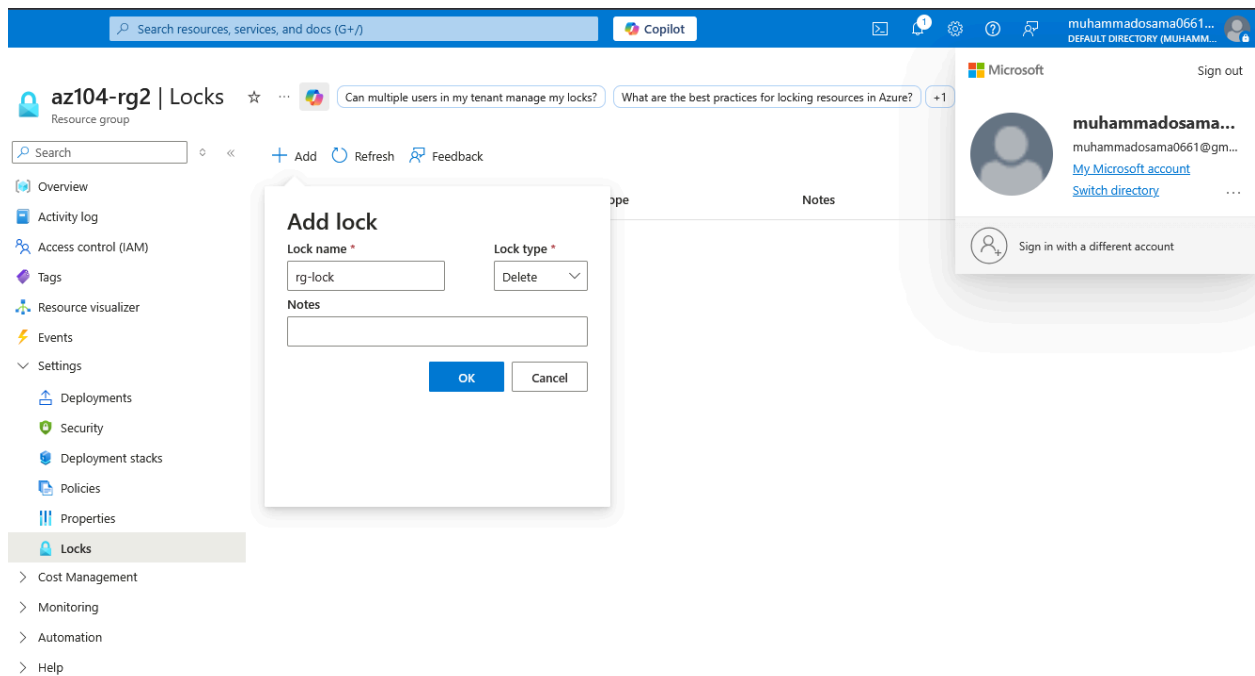 Search resources, services, and docs (G+/)
Copilot
1
muhammadosama0661...
DEFAULT DIRECTORY (MUHAMM...
Microsoft
Sign out
muhammadosama...
muhammadosama0661@gm...
My Microsoft account
Switch directory
...
Sign in with a different account
az104-rg2 | Locks
...
Can multiple users in my tenant manage my locks?
What are the best practices for locking resources in Azure?
+1
Resource group
Search
Add
Refresh
Feedback
Overview
Activity log
Access control (IAM)
Tags
Resource visualizer
Events
Settings
Deployments
Security
Deployment stacks
Policies
Properties
Locks
Cost Management
Monitoring
Automation
Help
ope
Notes
Add lock
Lock name *
Lock type *
rg-lock
Delete
Notes
OK
Cancel